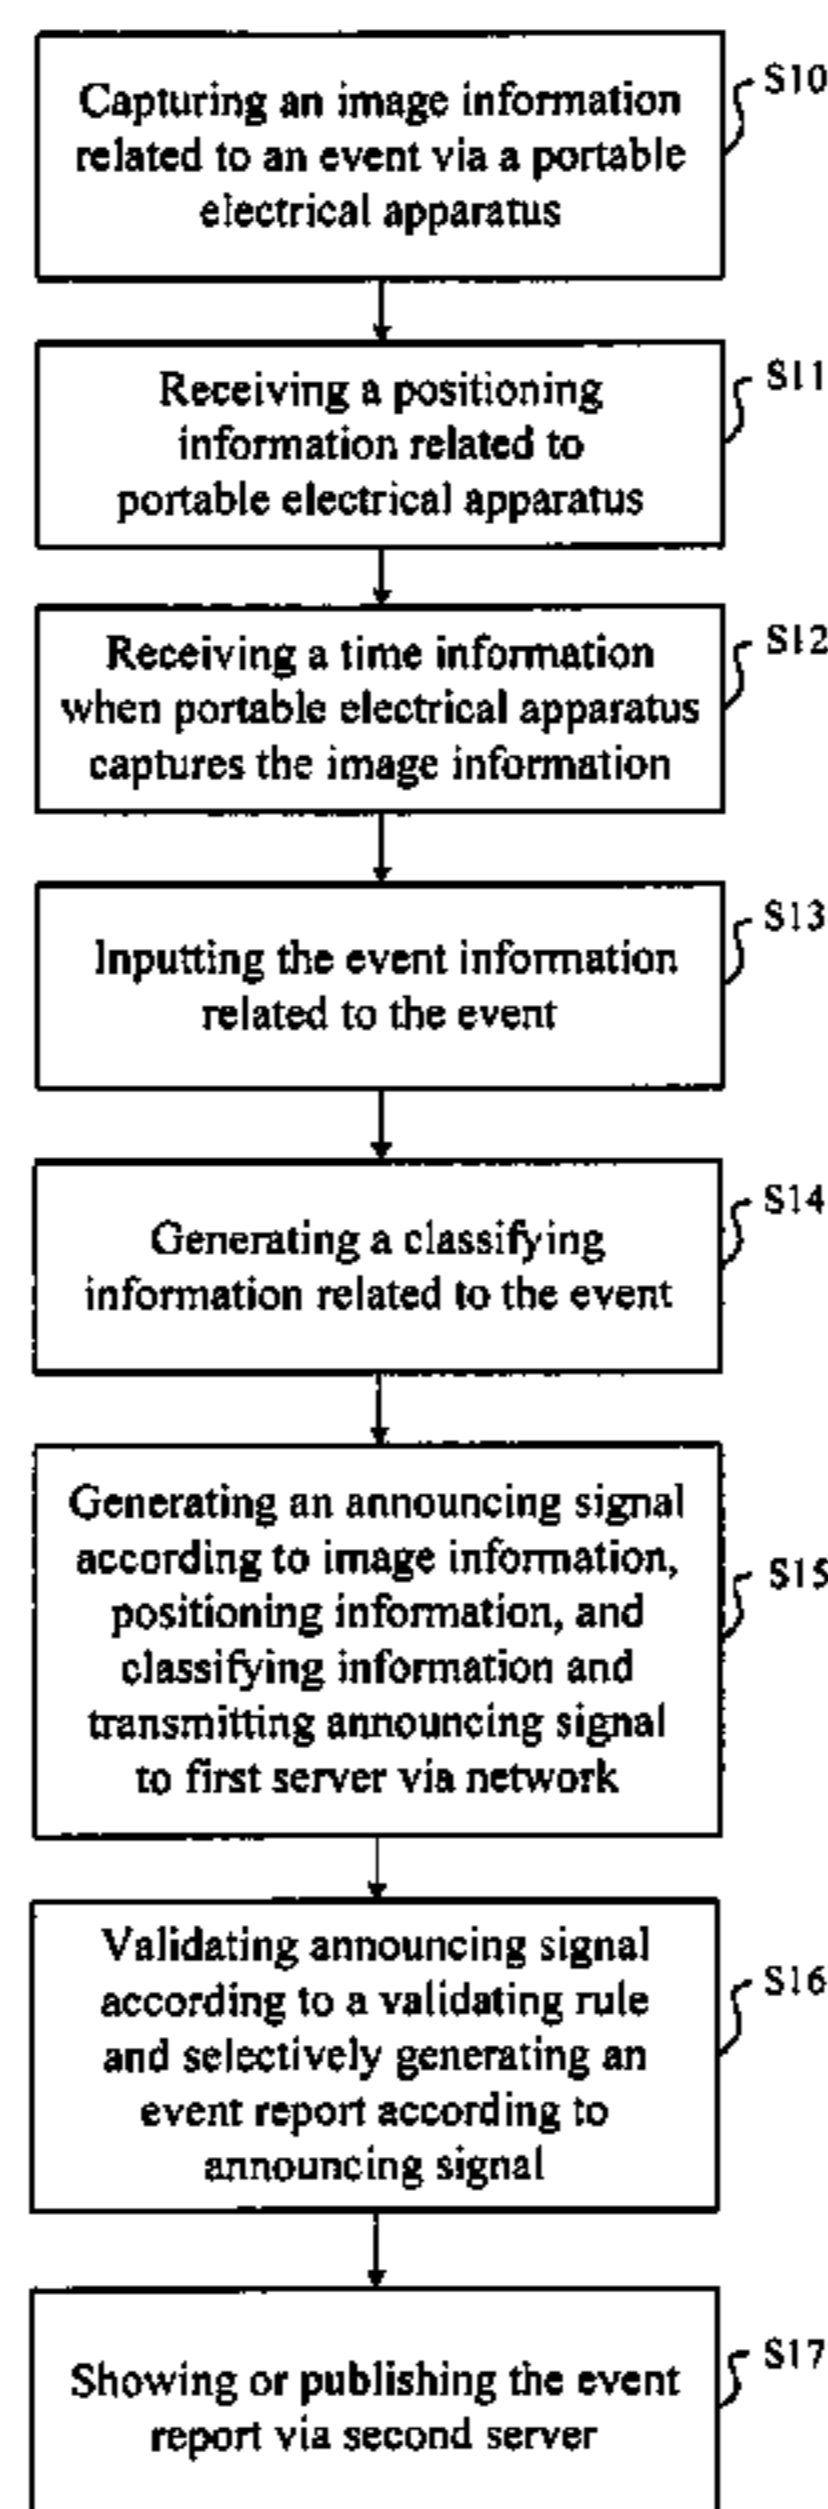 S10
Capturing an image information
related to an event via a portable
electrical apparatus
S11
Receiving a positioning
information related to
portable electrical apparatus
S12
Receiving a time information
when portable electrical apparatus
captures the image information
S13
Inputting the event information
related to the event
S14
Generating a classifying
information related to the event
S15
Generating an announcing signal
according to image information,
positioning information, and
classifying information and
transmitting announcing signal
to first server via network
S16
Validating announcing signal
according to a validating rule
and selectively generating an
event report according to
announcing signal
S17
Showing or publishing the event
report via second server